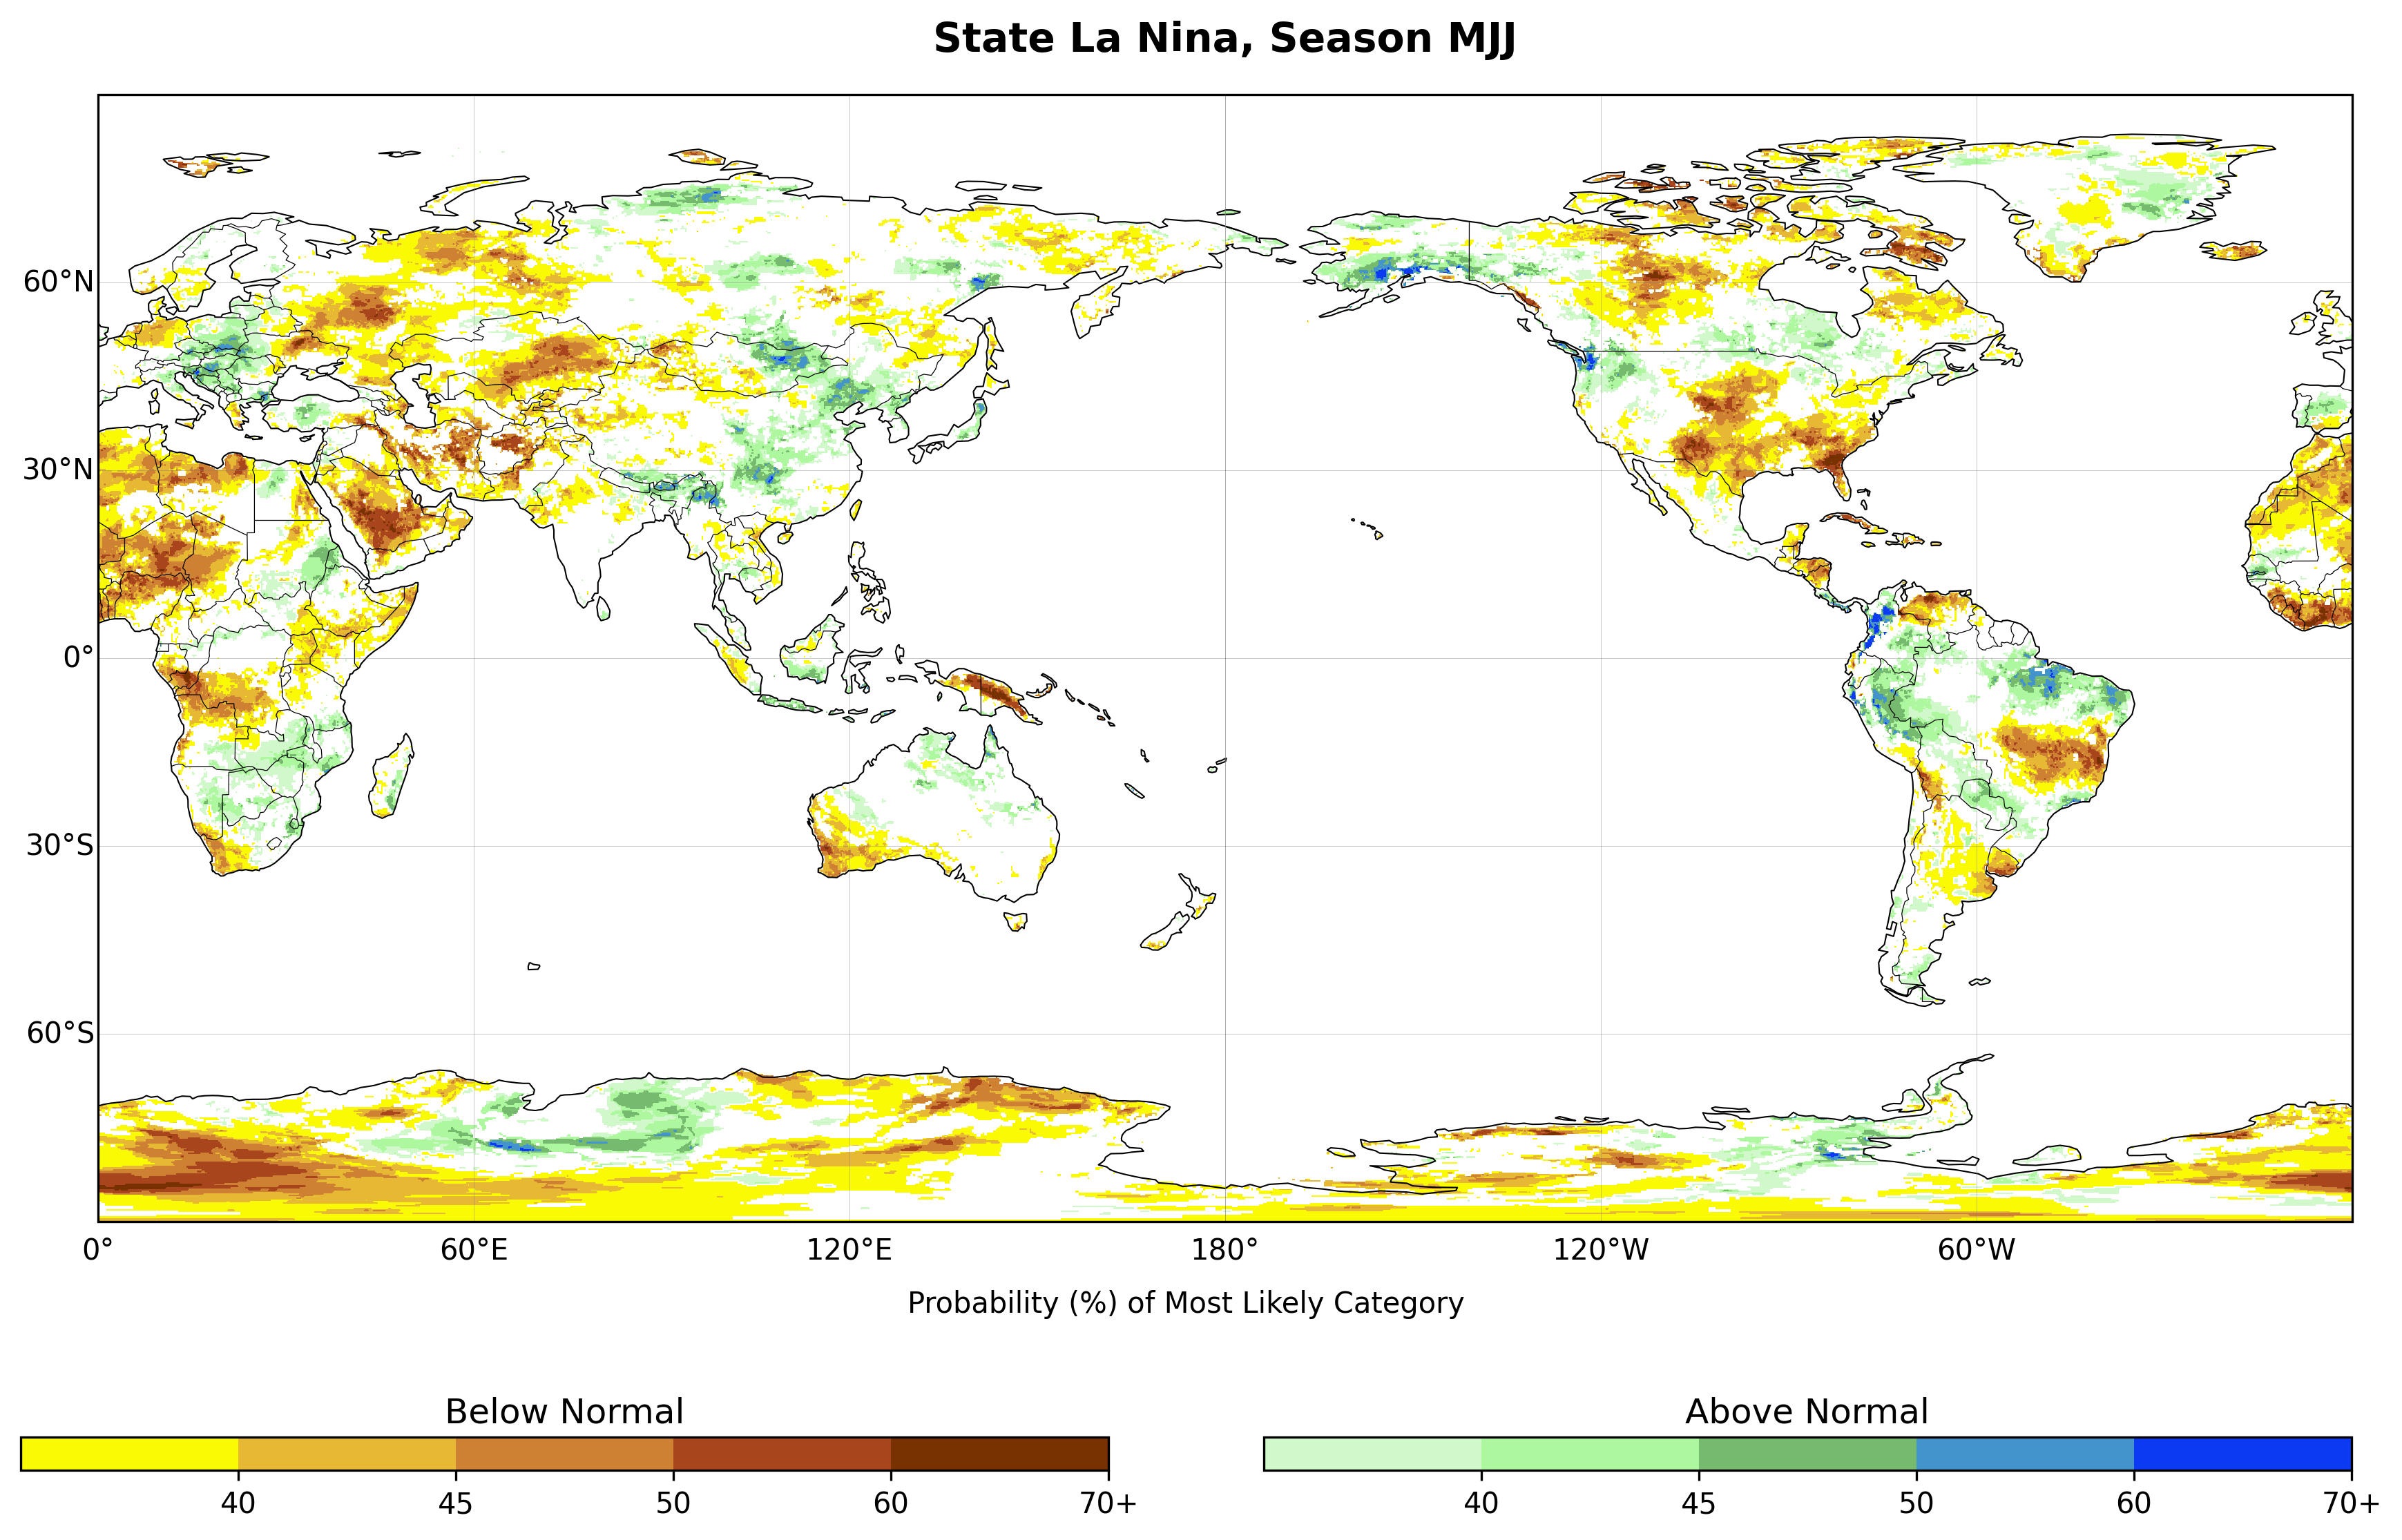 State La Nina, Season MJJ
60°N
30°N
0°
30°S
60°S
0° 60°E 120°E 180° 120°W 60°W
Probability (%) of Most Likely Category
Below Normal Above Normal
40 45 50 60 70+ 40 45 50 60 70+